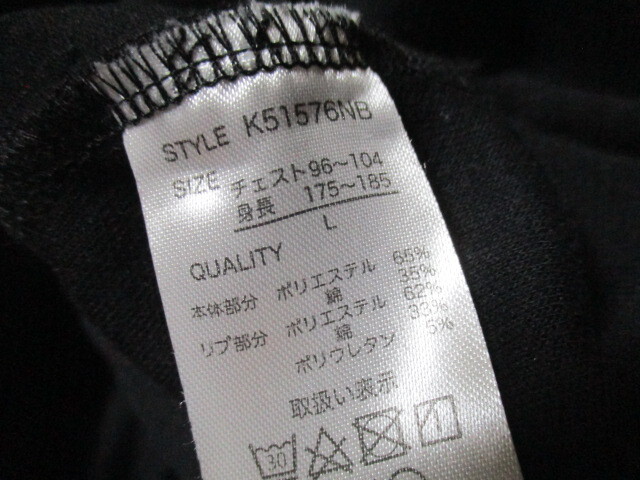 STYLE K51576NB
SIZE チェスト96～104
身長 175～185
L
QUALITY
本体部分 ポリエステル 65%
綿 35%
リブ部分 ポリエステル 62%
綿 33%
ポリウレタン 5%
取扱い表示
30